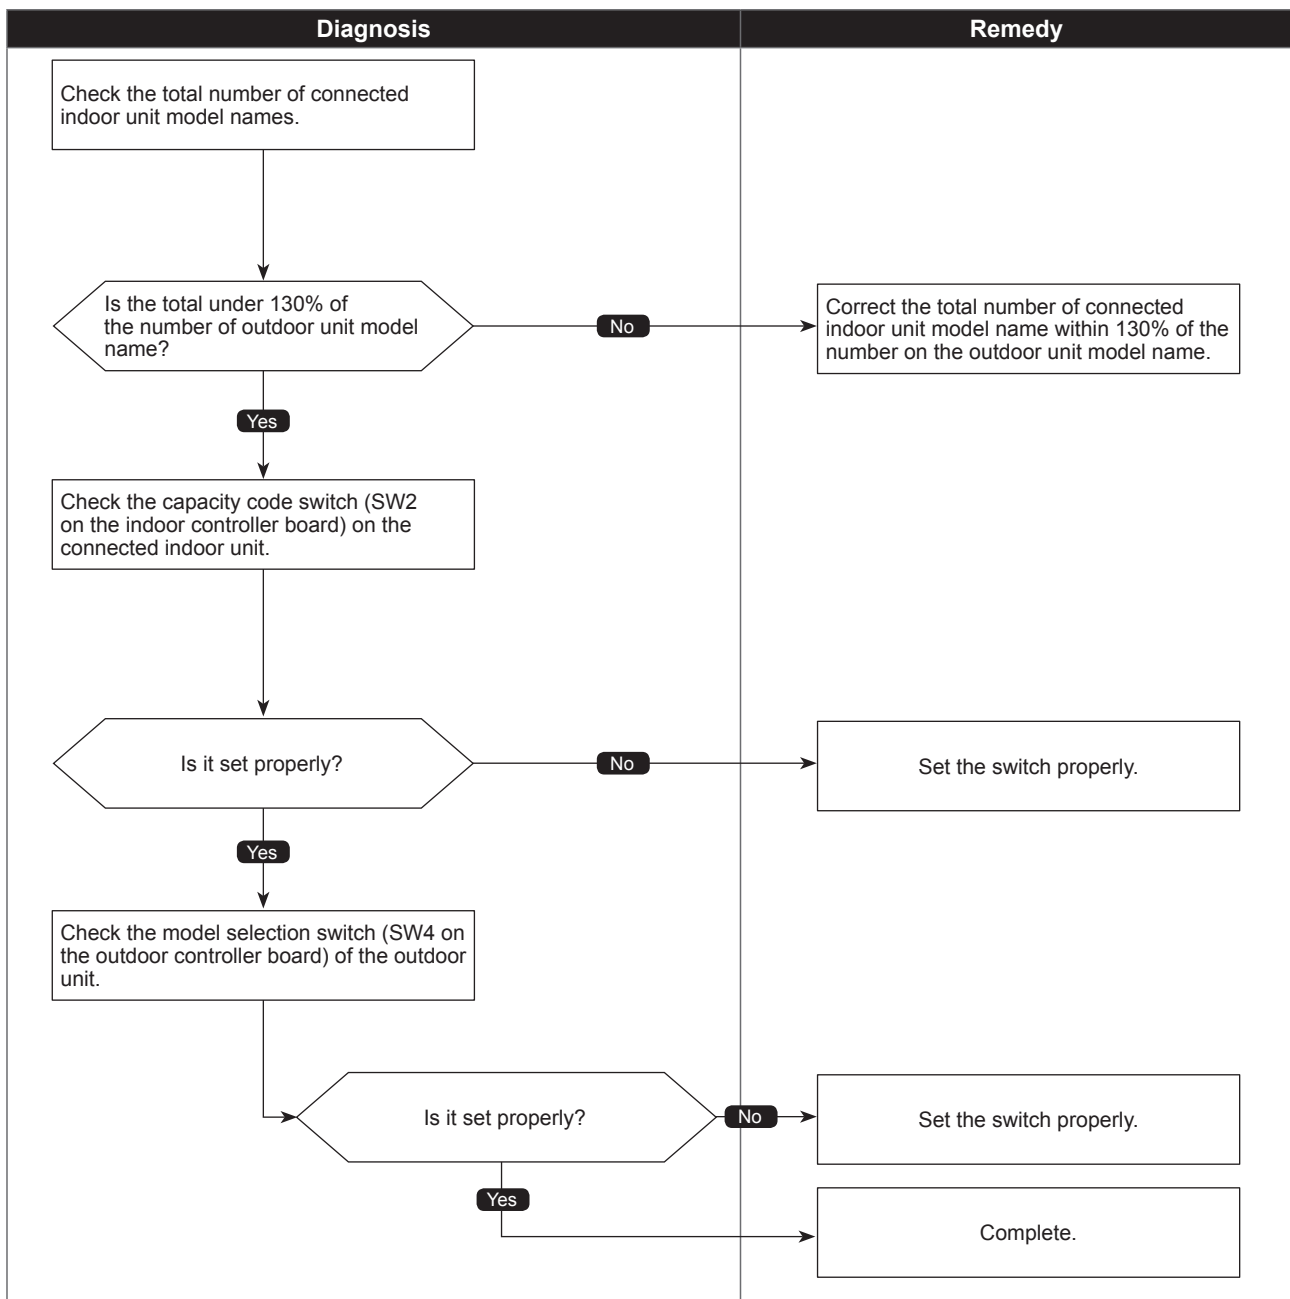 Diagnosis
Remedy
Check the total number of connected
indoor unit model names.
Is the total under 130% of
the number of outdoor unit model
name?
No
Correct the total number of connected
indoor unit model name within 130% of the
number on the outdoor unit model name.
Yes
Check the capacity code switch (SW2
on the indoor controller board) on the
connected indoor unit.
Is it set properly?
No
Set the switch properly.
Yes
Check the model selection switch (SW4 on
the outdoor controller board) of the outdoor
unit.
Is it set properly?
No
Set the switch properly.
Yes
Complete.